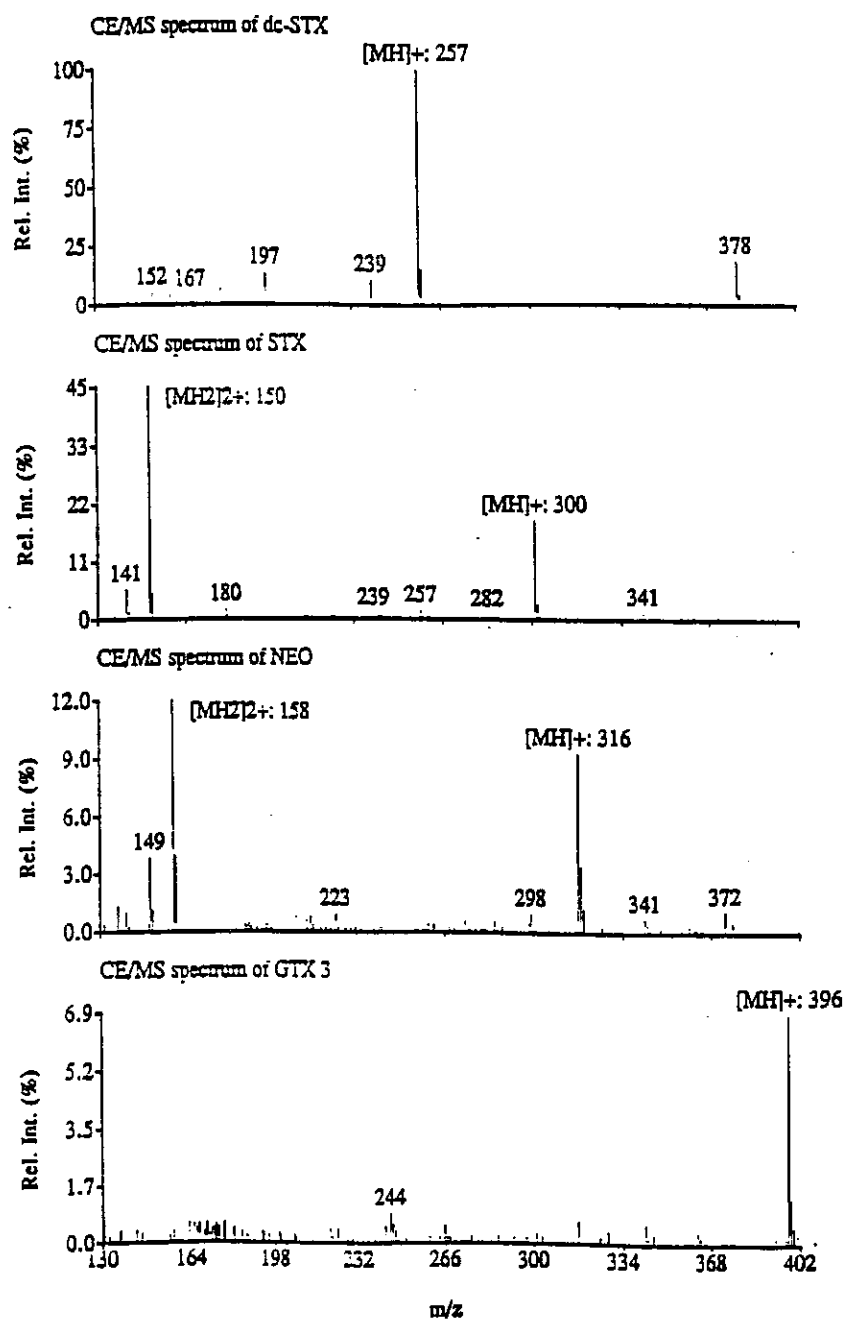 CE/MS spectrum of dc-STX
[MH]+: 257
100
75
50
25
0
Rel. Int. (%)
152
167
197
239
378
CE/MS spectrum of STX
45
33
22
11
0
Rel. Int. (%)
[MH2]2+: 150
[MH]+: 300
141
180
239
257
282
341
CE/MS spectrum of NEO
12.0
9.0
6.0
3.0
0.0
Rel. Int. (%)
[MH2]2+: 158
[MH]+: 316
149
223
298
341
372
CE/MS spectrum of GTX 3
[MH]+: 396
6.9
5.2
3.5
1.7
0.0
Rel. Int. (%)
244
130 164 198 232 266 300 334 368 402
m/z